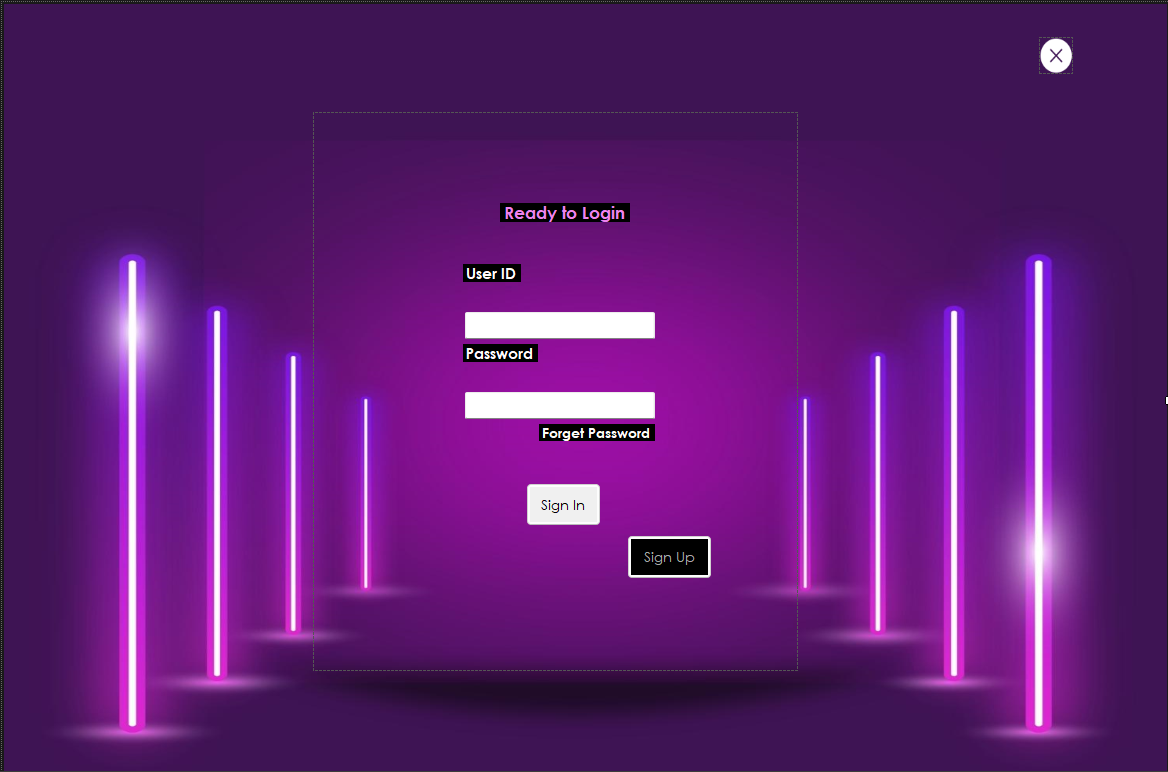 Ready to Login
User ID
Password
Forget Password
Sign In
Sign Up